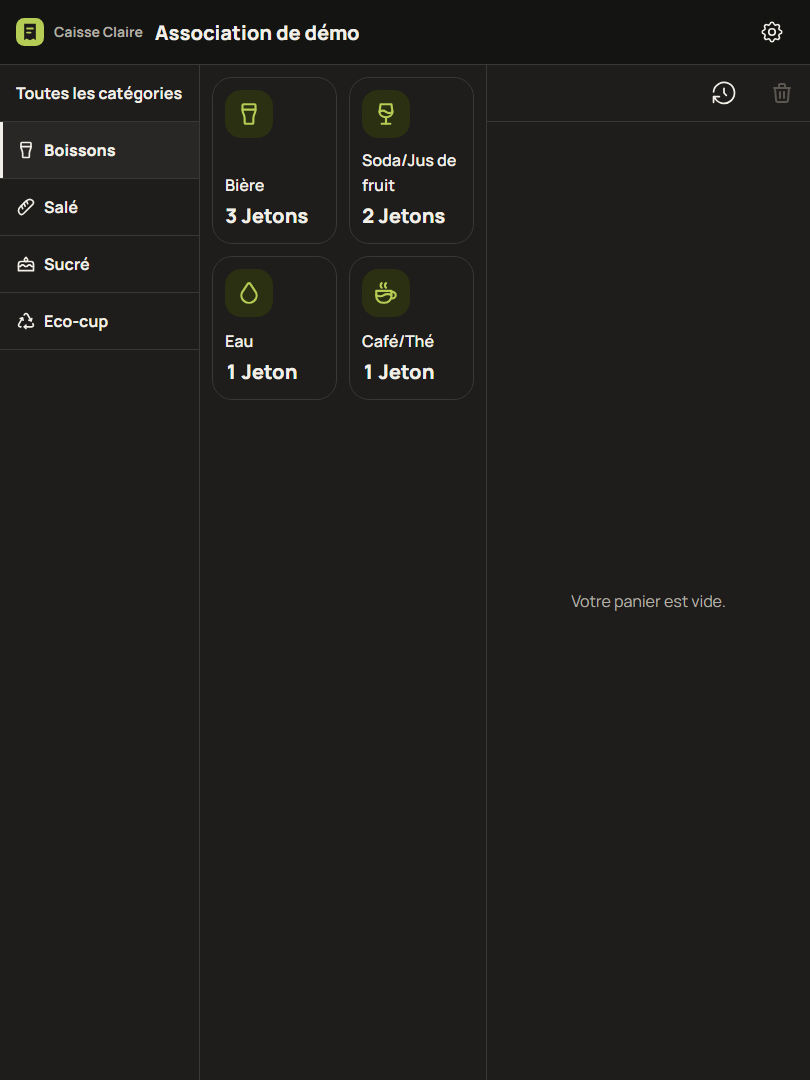 Caisse Claire
Association de démo
Toutes les catégories
Boissons
Salé
Sucré
Eco-cup
Bière
3 Jetons
Soda/Jus de
fruit
2 Jetons
Eau
1 Jeton
Café/Thé
1 Jeton
Votre panier est vide.